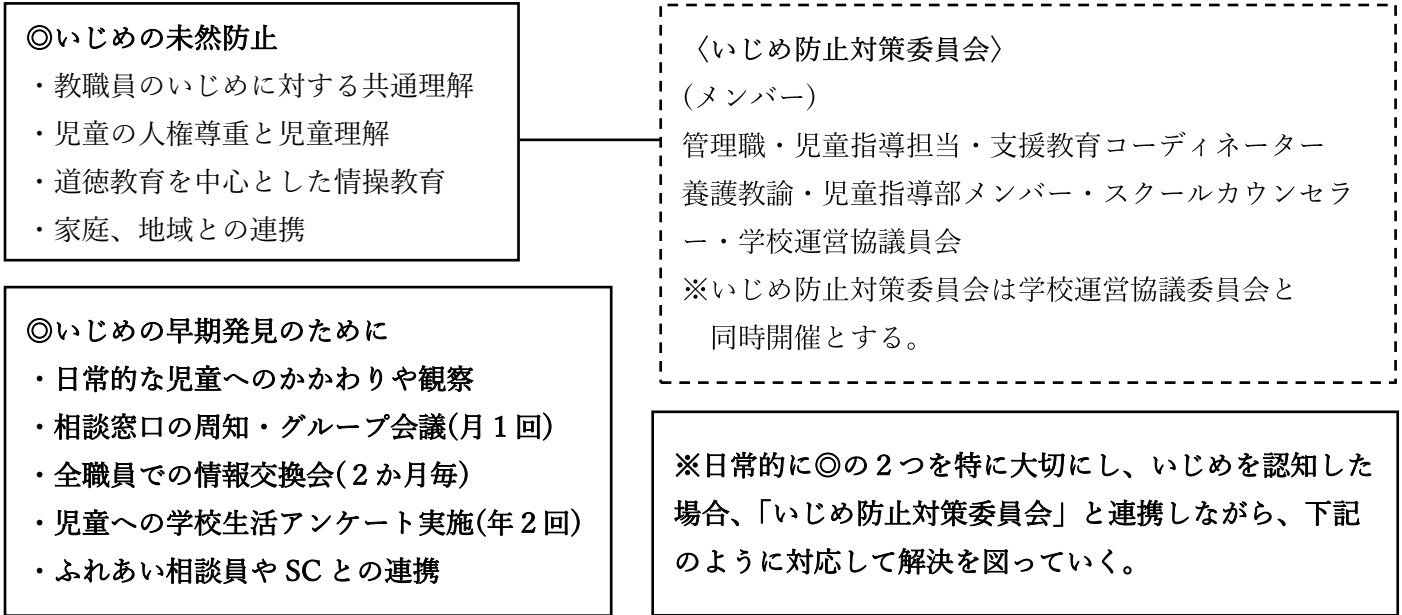 ◎いじめの未然防止
・教職員のいじめに対する共通理解
・児童の人権尊重と児童理解
・道徳教育を中心とした情操教育
・家庭、地域との連携
〈いじめ防止対策委員会〉
(メンバー)
管理職・児童指導担当・支援教育コーディネーター
養護教諭・児童指導部メンバー・スクールカウンセラ
ー・学校運営協議員会
※いじめ防止対策委員会は学校運営協議委員会と
同時開催とする。
◎いじめの早期発見のために
・日常的な児童へのかかわりや観察
・相談窓口の周知・グループ会議(月1回)
・全職員での情報交換会(2か月毎)
・児童への学校生活アンケート実施(年2回)
・ふれあい相談員や SC との連携
※日常的に◎の2つを特に大切にし、いじめを認知した
場合、「いじめ防止対策委員会」と連携しながら、下記
のように対応して解決を図っていく。